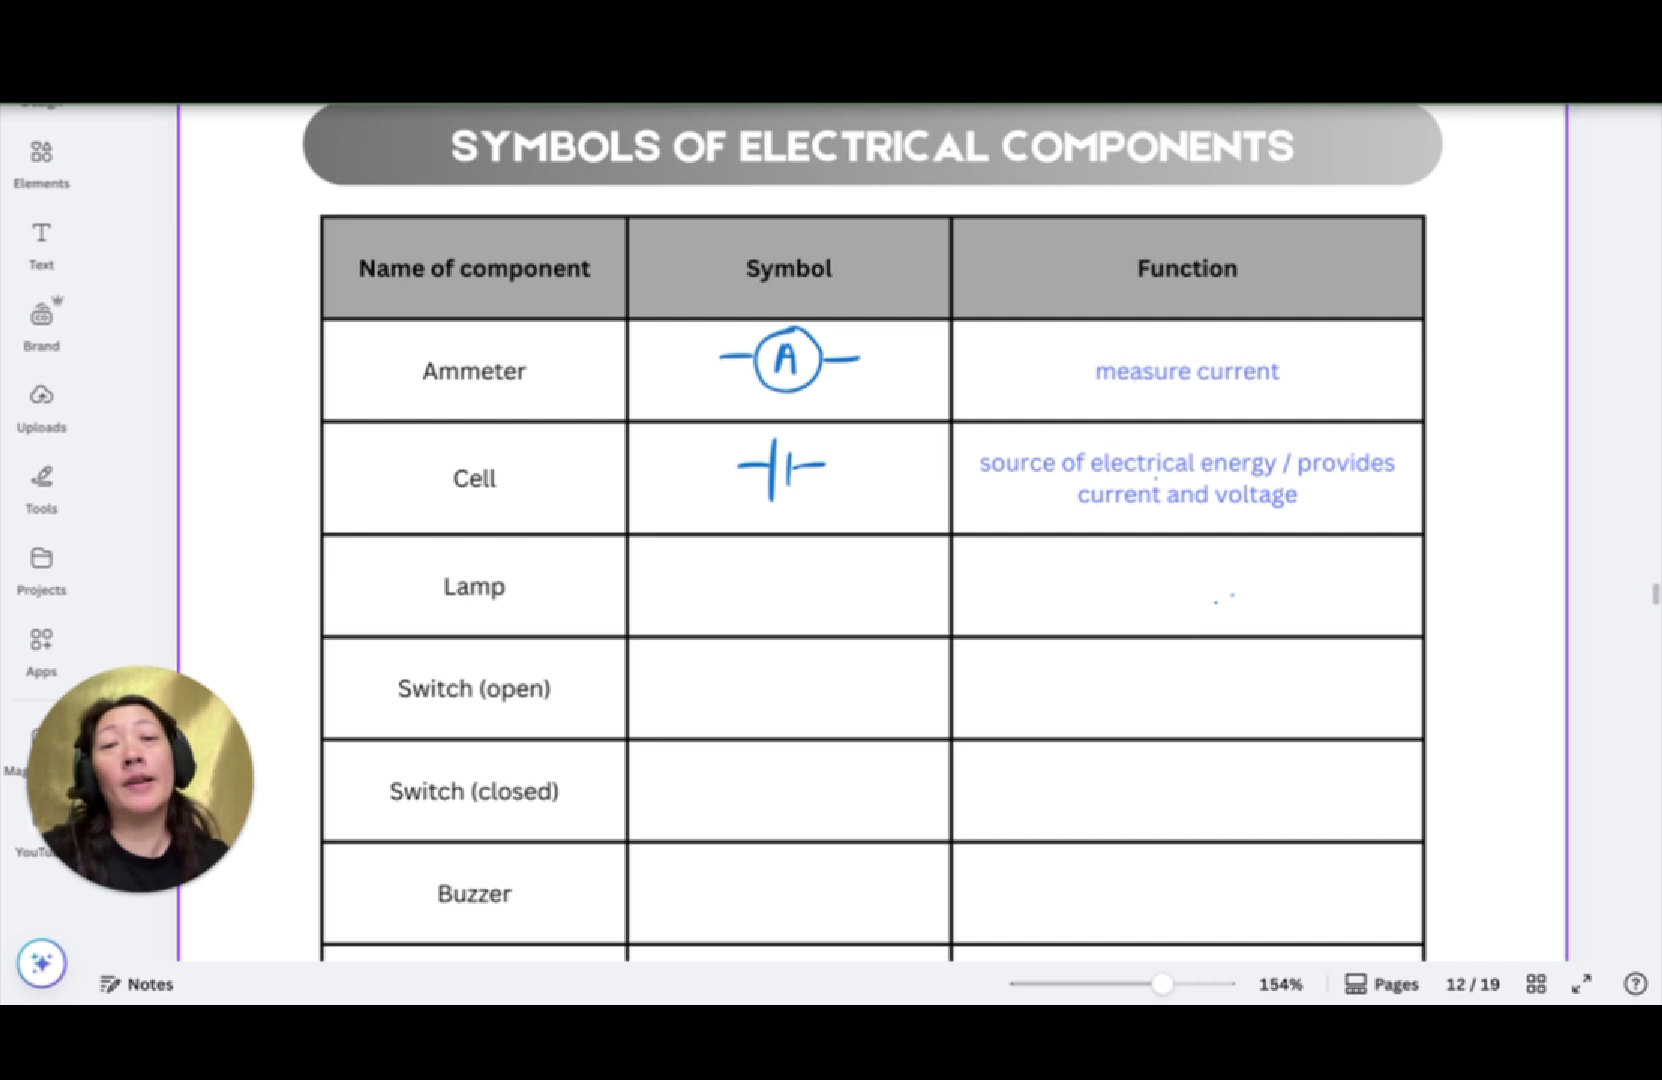 SYMBOLS OF ELECTRICAL COMPONENTS
Elements
Text
Brand
Uploads
Tools
Projects
Apps
Name of component
Symbol
Function
Ammeter
A
measure current
Cell
source of electrical energy / provides
current and voltage
Lamp
Switch (open)
Switch (closed)
Buzzer
Notes
154%
Pages
12 / 19